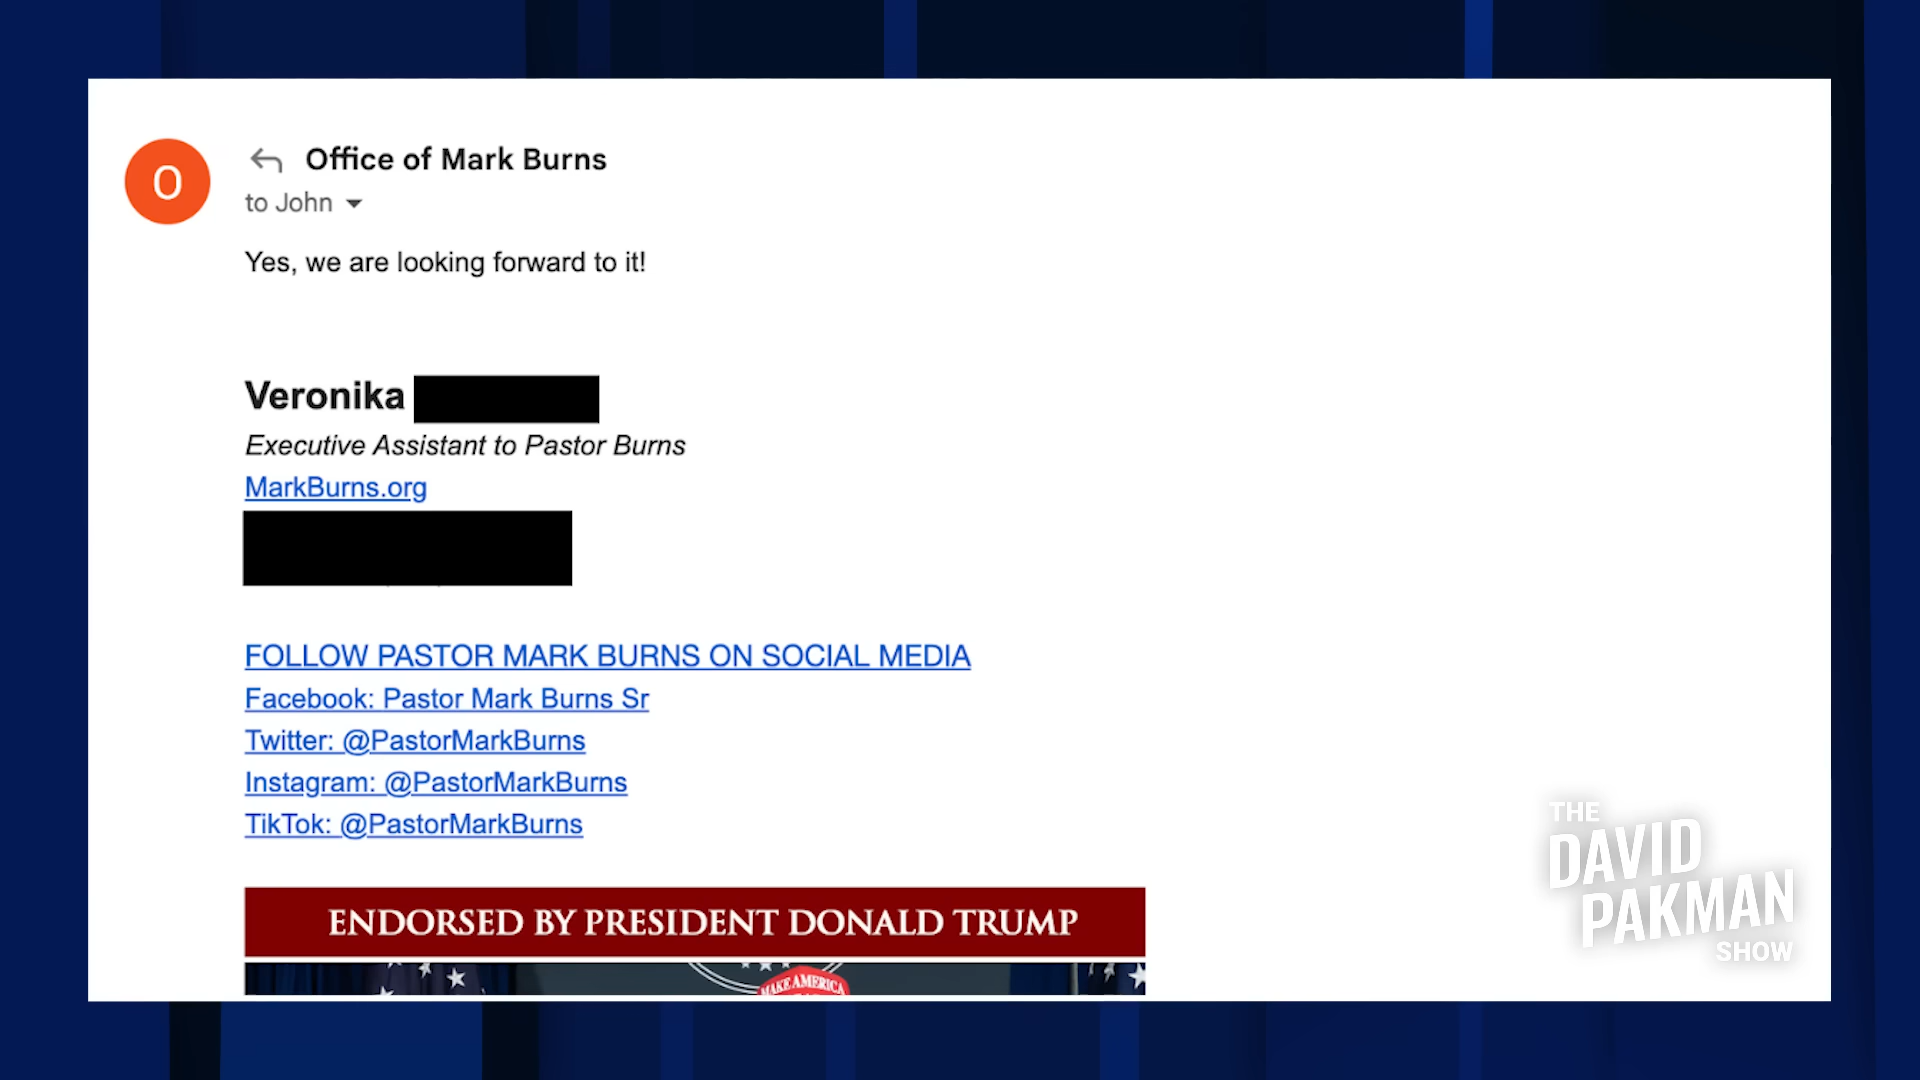 O
Office of Mark Burns
to John
Yes, we are looking forward to it!
Veronika
Executive Assistant to Pastor Burns
MarkBurns.org
FOLLOW PASTOR MARK BURNS ON SOCIAL MEDIA
Facebook: Pastor Mark Burns Sr
Twitter: @PastorMarkBurns
Instagram: @PastorMarkBurns
TikTok: @PastorMarkBurns
ENDORSED BY PRESIDENT DONALD TRUMP
MAKE AMERICA
THE
DAVID
PAKMAN
SHOW